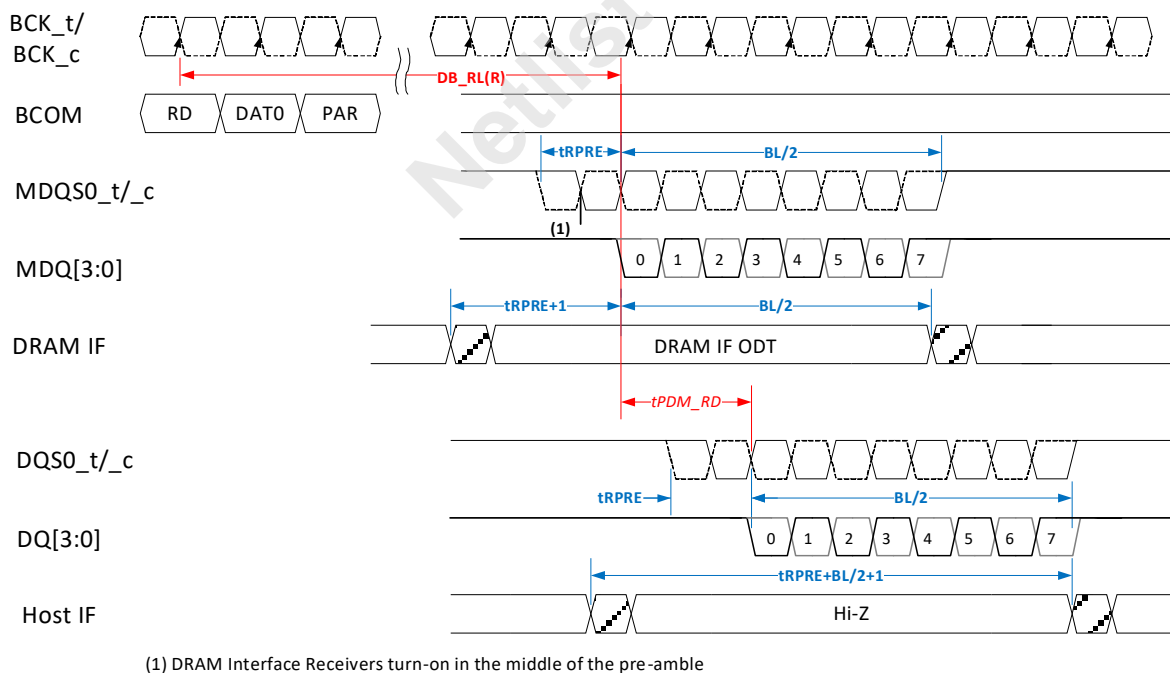 BCK_t/
BCK_c
DB_RL(R)
BCOM
RD DAT0 PAR
Netlist
tRPRE BL/2
MDQS0_t/_c
(1)
MDQ[3:0]
0 1 2 3 4 5 6 7
tRPRE+1 BL/2
DRAM IF
DRAM IF ODT
tPDM_RD
DQS0_t/_c
tRPRE BL/2
DQ[3:0]
0 1 2 3 4 5 6 7
tRPRE+BL/2+1
Host IF
Hi-Z
(1) DRAM Interface Receivers turn-on in the middle of the pre-amble